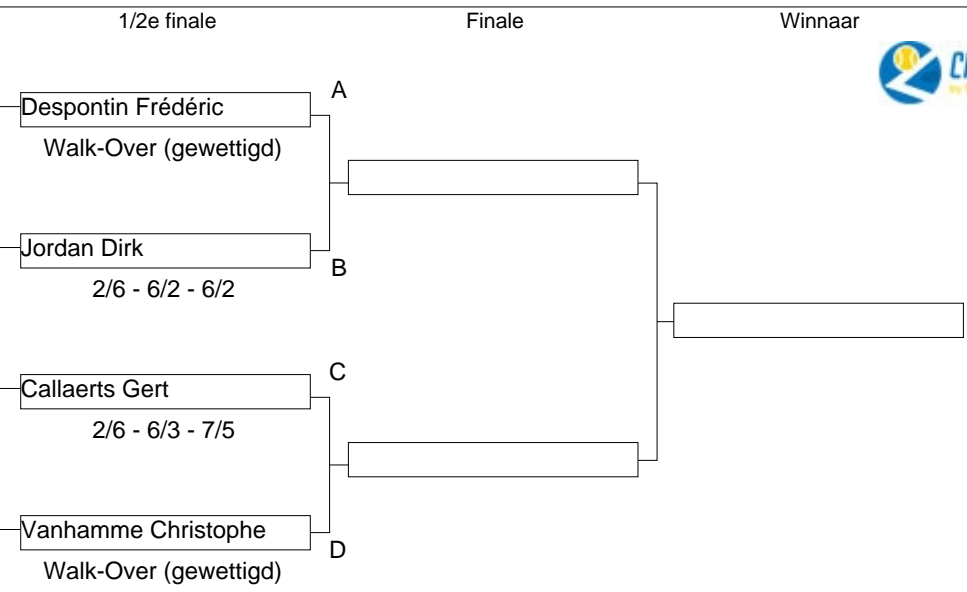 1/2e finale Finale Winnaar
Despontin Frédéric A
Walk-Over (gewettigd)
Jordan Dirk
B
2/6 - 6/2 - 6/2
C
Callaerts Gert
2/6 - 6/3 - 7/5
Vanhamme Christophe
D
Walk-Over (gewettigd)